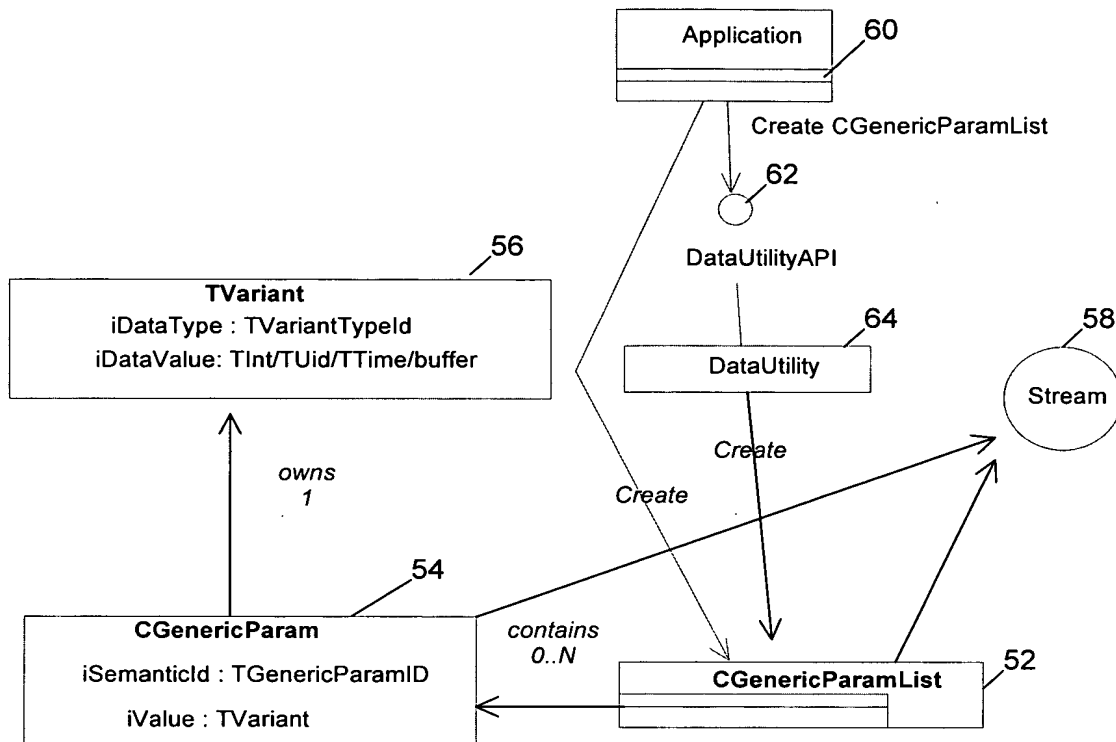 Application
60
Create CGenericParamList
62
DataUtilityAPI
56
TVariant
iDataType : TVariantTypeId
iDataValue: TInt/TUid/TTime/buffer
64
DataUtility
58
Stream
owns
1
Create
Create
54
CGenericParam
iSemanticId : TGenericParamID
iValue : TVariant
contains
0..N
52
CGenericParamList